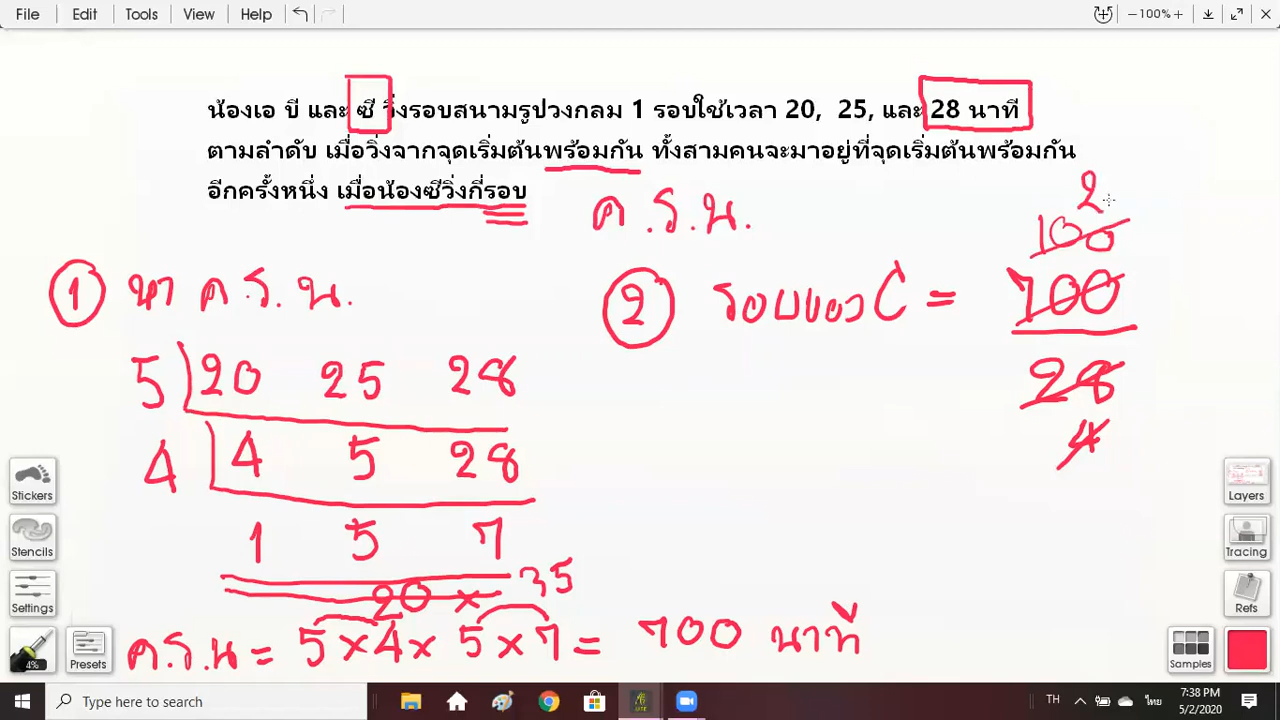 File Edit Tools View Help -100%+
น้องเอ บี และ ซี วิ่งรอบสนามรูปวงกลม 1 รอบใช้เวลา 20, 25, และ 28 นาที
ตามลำดับ เมื่อวิ่งจากจุดเริ่มต้นพร้อมกัน ทั้งสามคนจะมาอยู่ที่จุดเริ่มต้นพร้อมกัน
อีกครั้งหนึ่ง เมื่อน้องซีวิ่งกี่รอบ
ค.ร.น.
2
100
① หา ค.ร.น.
② รอบของ C = 700
28
4
5 20 25 28
4 4 5 28
1 5 7
20 × 35
ค.ร.น = 5×4×5×7 = 700 นาที
Stickers
Stencils
Settings
4%
Presets
Layers
Tracing
Refs
Samples
Type here to search
TH
ไทย
7:38 PM
5/2/2020